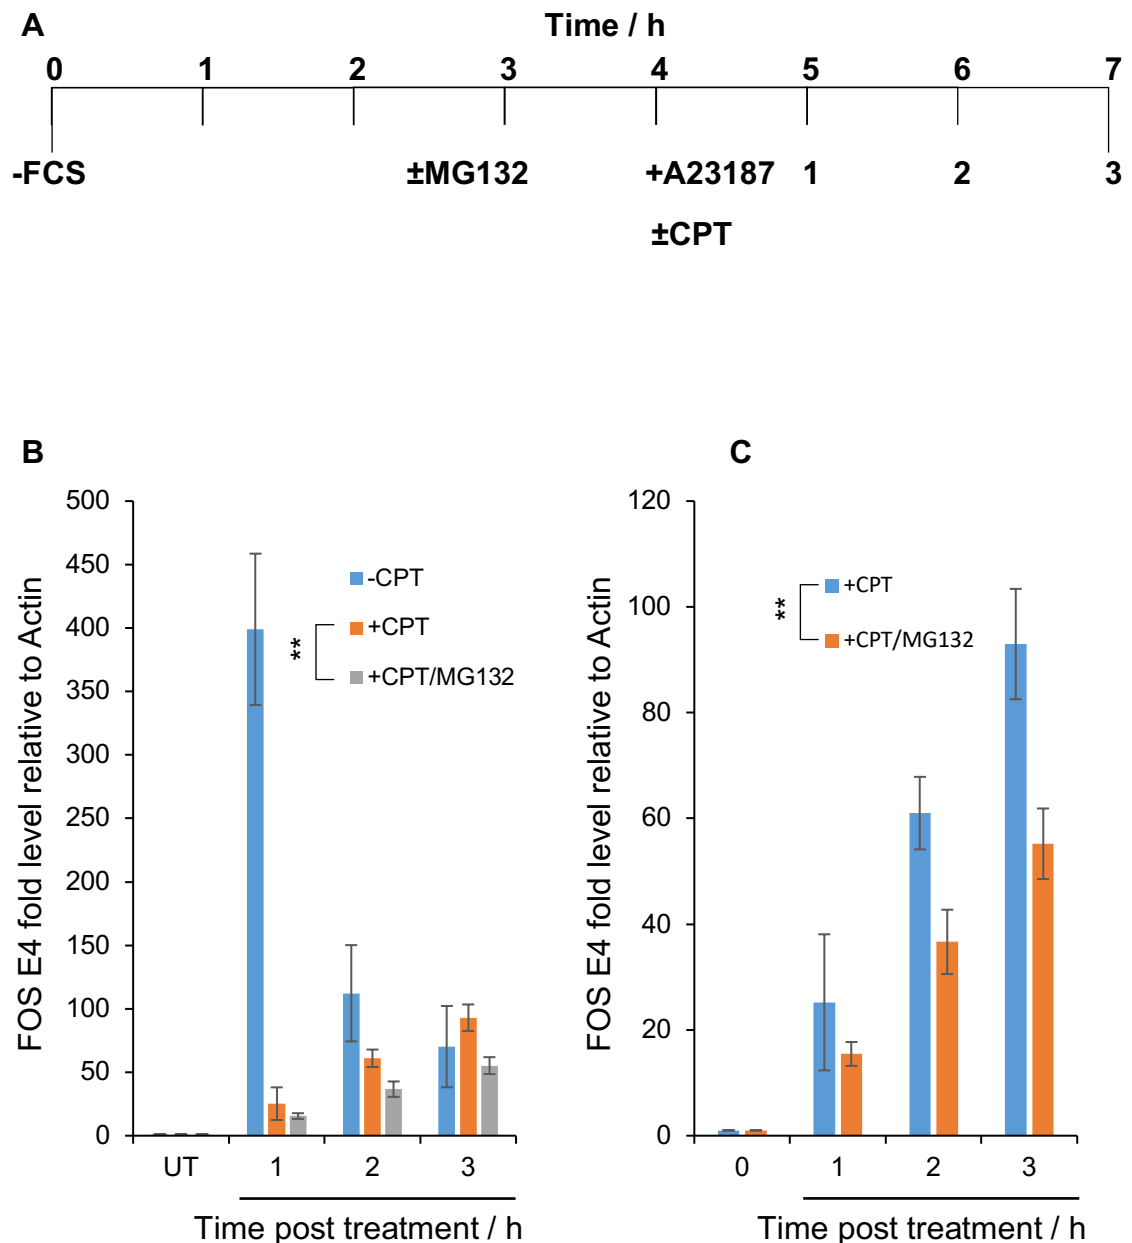 A
Time / h
0 1 2 3 4 5 6 7
-FCS ±MG132 +A23187 1 2 3
±CPT
B
FOS E4 fold level relative to Actin
500
450
400
350
300
250
200
150
100
50
0
-CPT
+CPT
+CPT/MG132
**
UT 1 2 3
Time post treatment / h
C
FOS E4 fold level relative to Actin
120
100
80
60
40
20
0
+CPT
+CPT/MG132
**
0 1 2 3
Time post treatment / h